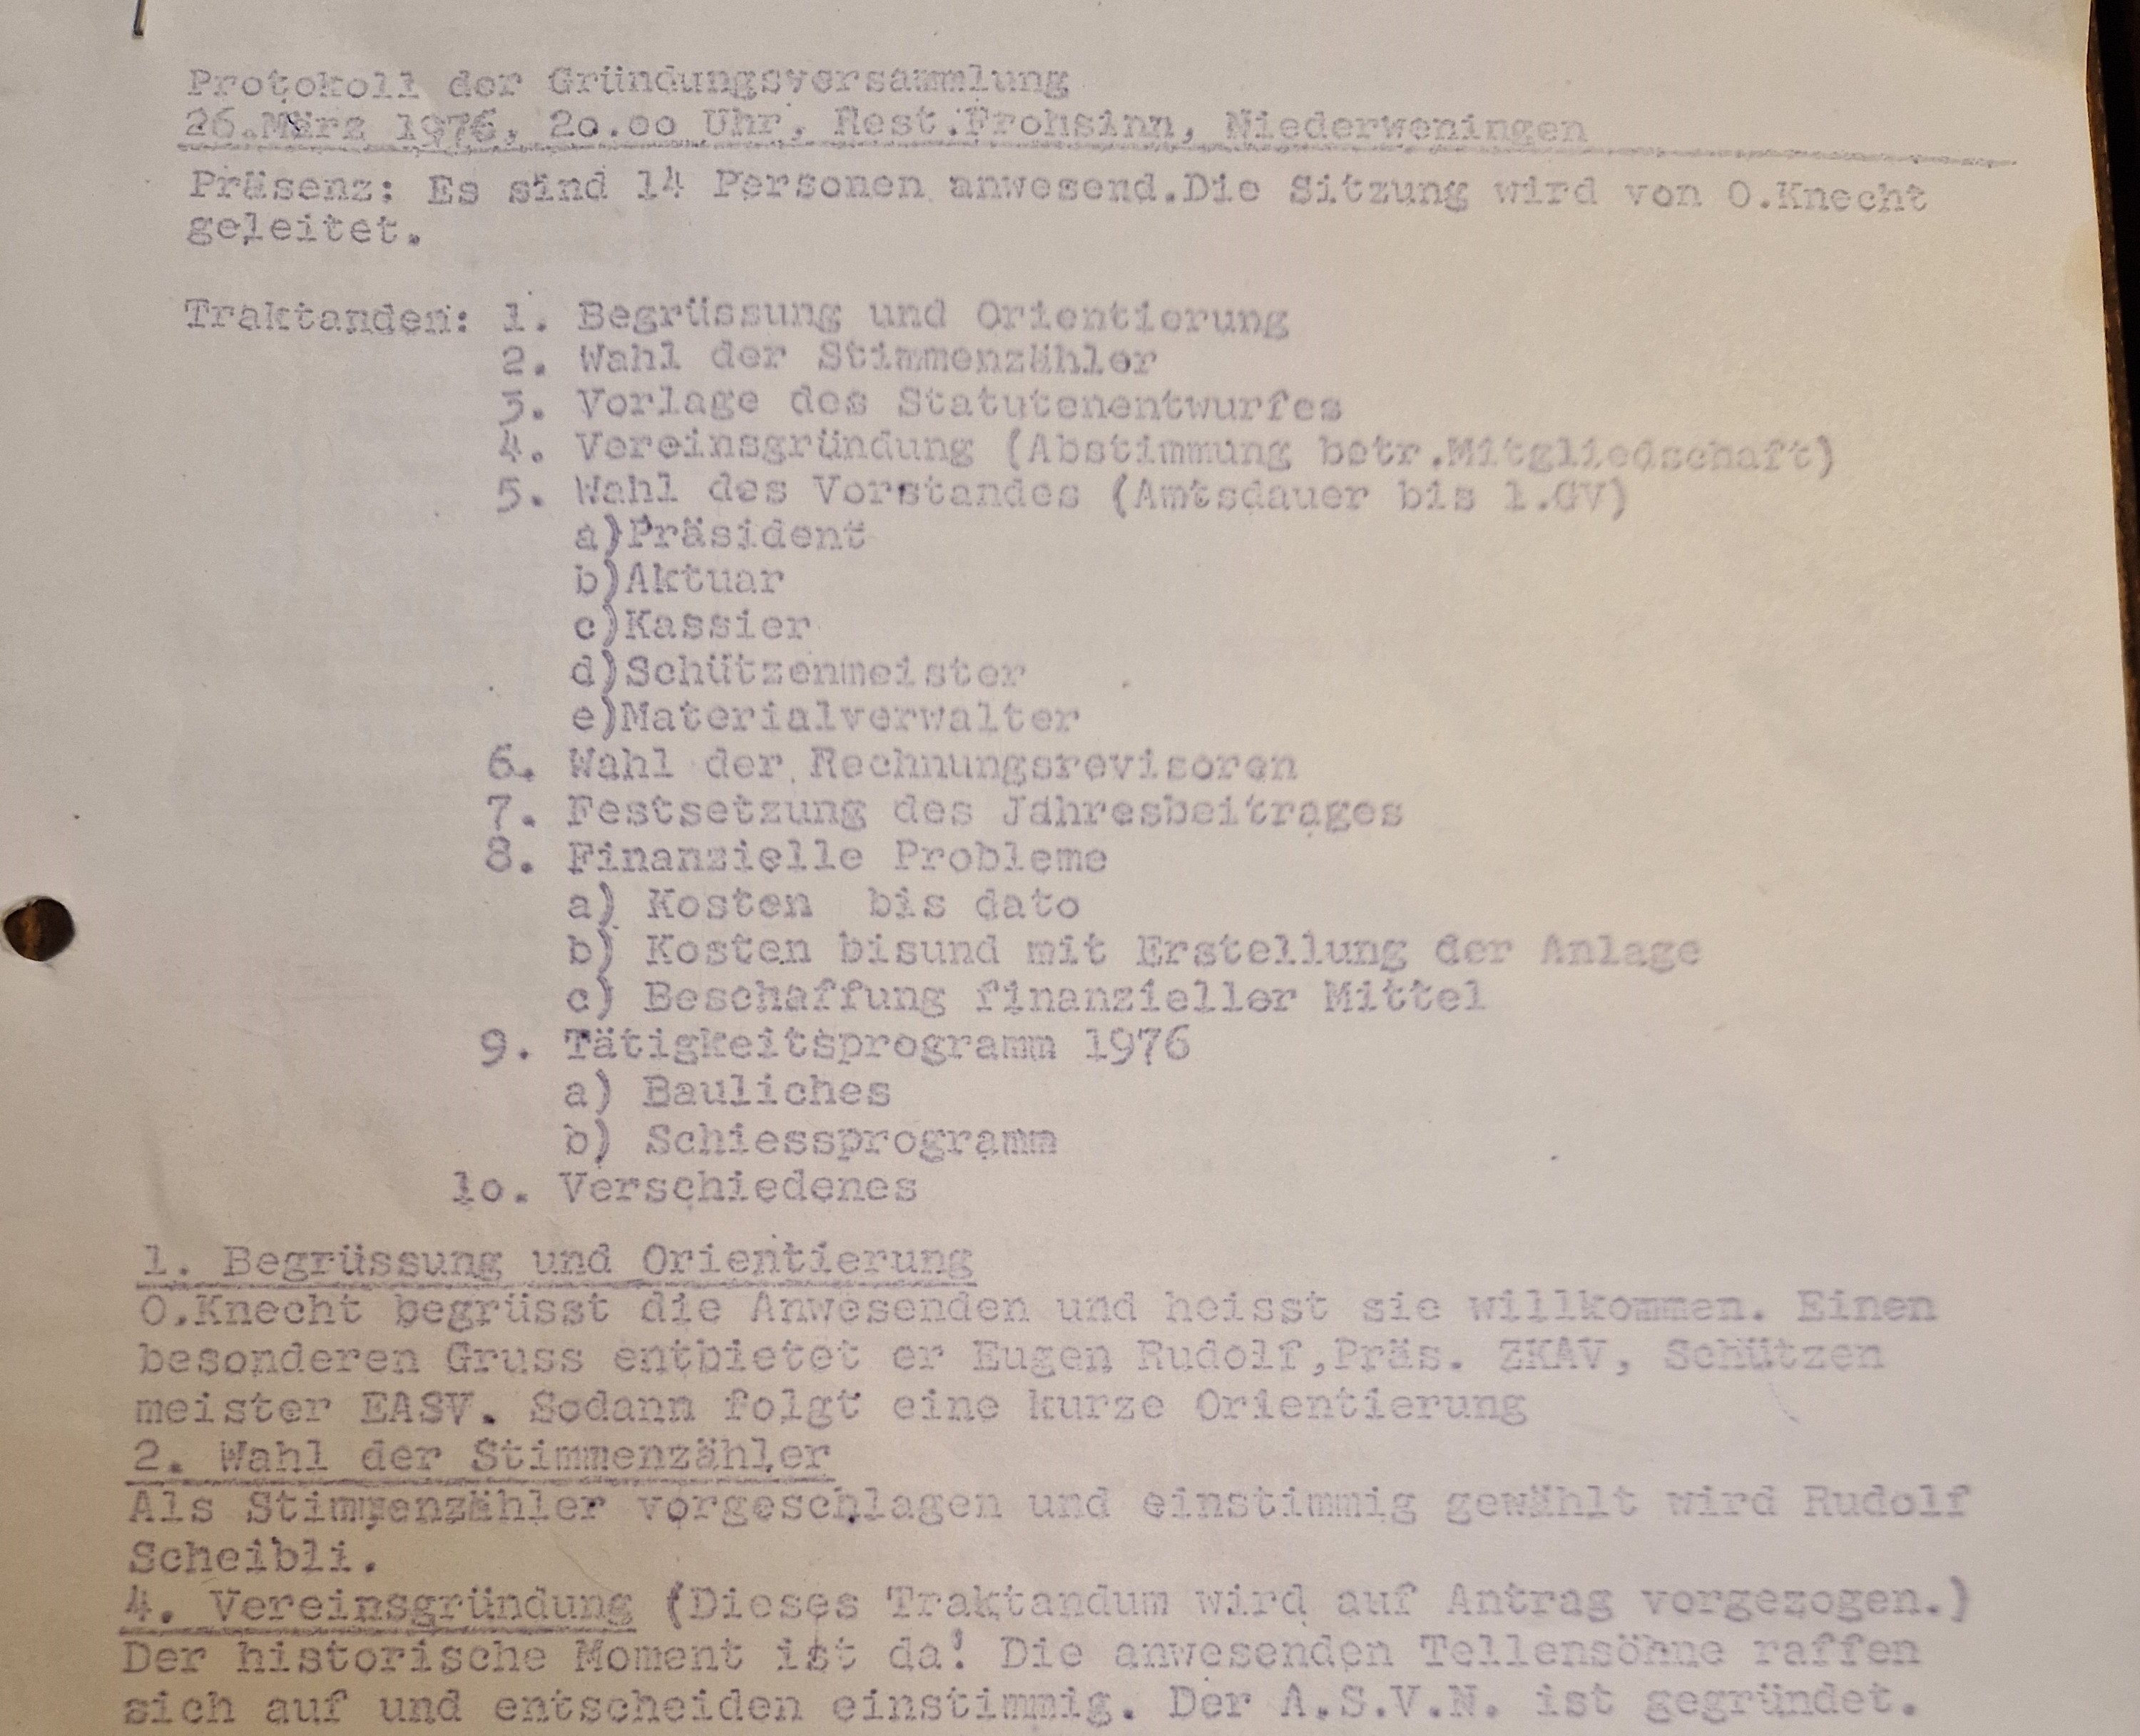 Protokoll der Gründungsversammlung
26.März 1976, 2o.oo Uhr, Rest.Frohsinn, Niederweningen
Präsenz: Es sind 14 Personen anwesend.Die Sitzung wird von O.Knecht
geleitet.
Traktanden: 1. Begrüssung und Orientierung
2. Wahl der Stimmenzähler
3. Vorlage des Statutenentwurfes
4. Vereinsgründung (Abstimmung betr.Mitgliedschaft)
5. Wahl des Vorstandes (Amtsdauer bis 1.GV)
a)Präsident
b)Aktuar
c)Kassier
d)Schützenmeister
e)Materialverwalter
6. Wahl der Rechnungsrevisoren
7. Festsetzung des Jahresbeitrages
8. Finanzielle Probleme
a) Kosten bis dato
b) Kosten bisund mit Erstellung der Anlage
c) Beschaffung finanzieller Mittel
9. Tätigkeitsprogramm 1976
a) Bauliches
b) Schiessprogramm
1o. Verschiedenes
1. Begrüssung und Orientierung
O.Knecht begrüsst die Anwesenden und heisst sie willkommen. Einen
besonderen Gruss entbietet er Eugen Rudolf,Präs. ZKAV, Schützen
meister EASV. Sodann folgt eine kurze Orientierung
2. Wahl der Stimmenzähler
Als Stimmenzähler vorgeschlagen und einstimmig gewählt wird Rudolf
Scheibli.
4. Vereinsgründung (Dieses Traktandum wird auf Antrag vorgezogen.)
Der historische Moment ist da! Die anwesenden Tellensöhne raffen
sich auf und entscheiden einstimmig. Der A.S.V.N. ist gegründet.